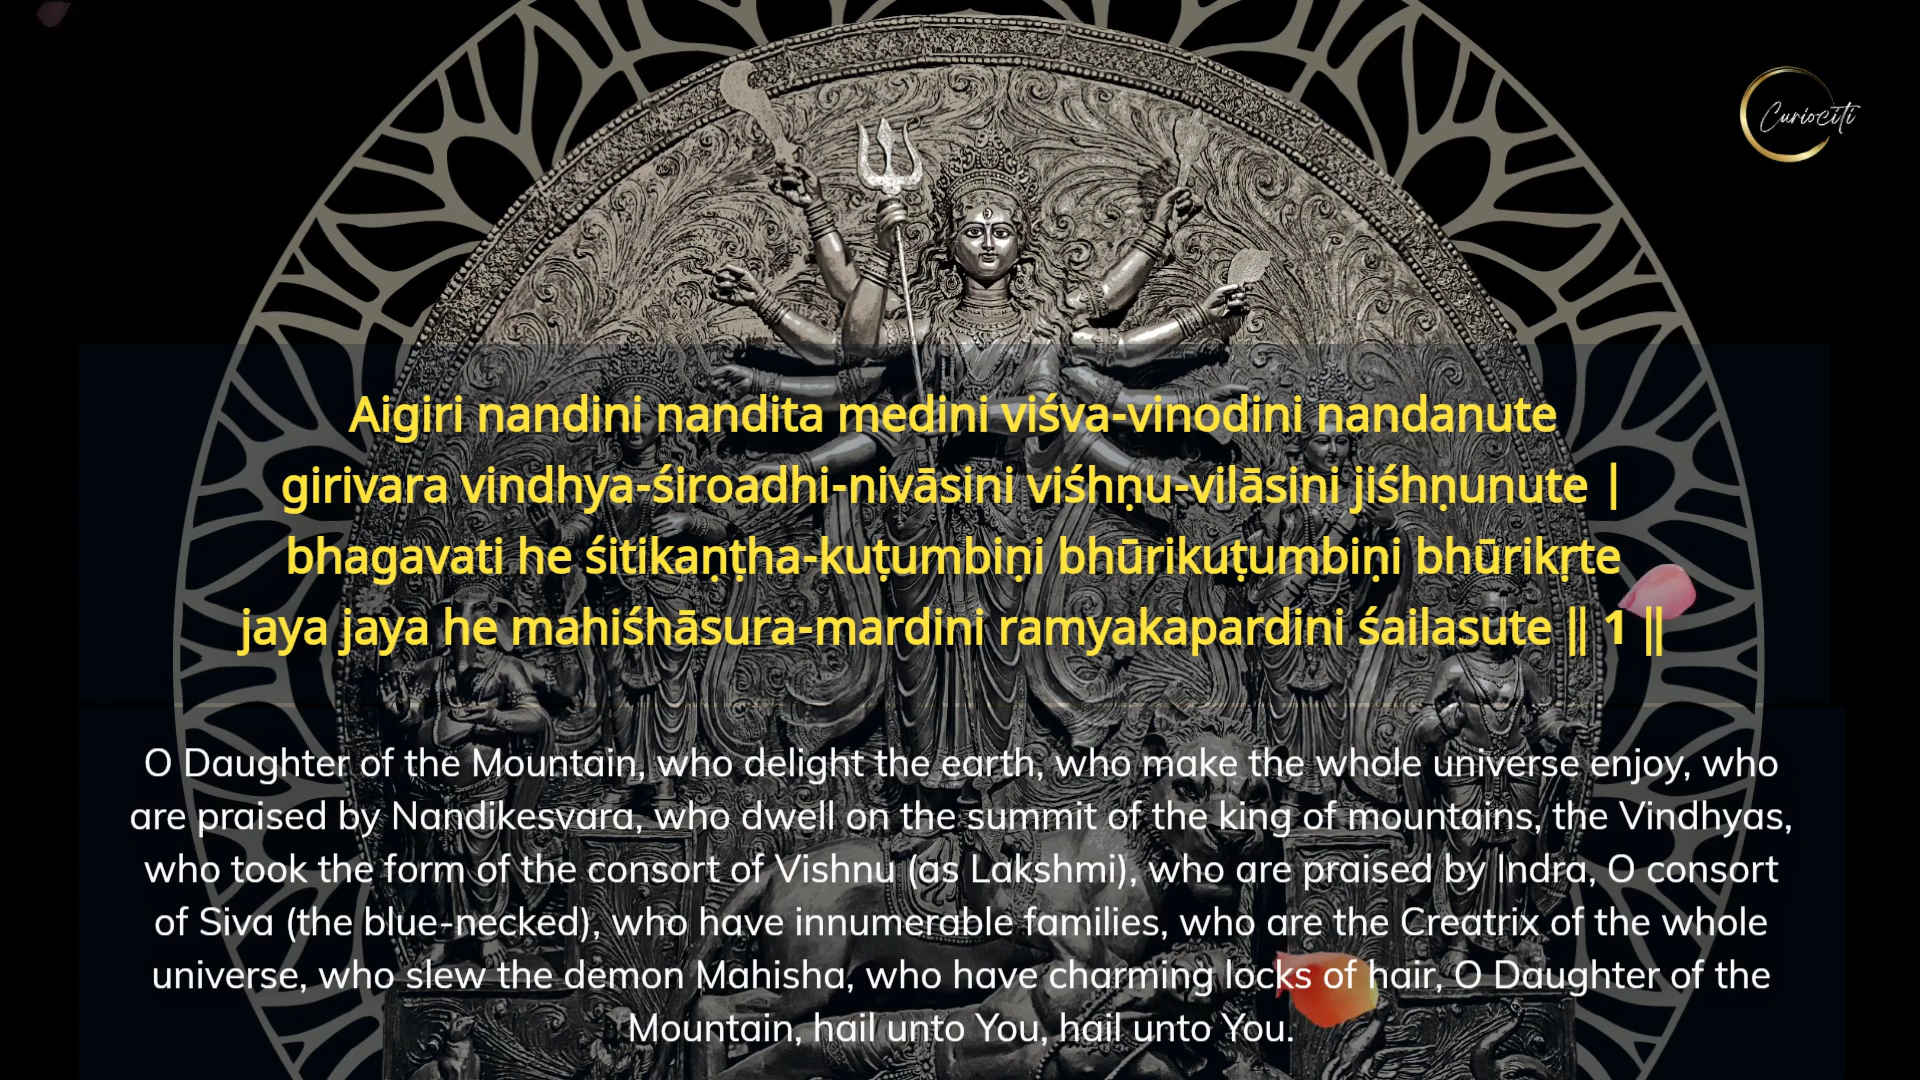 Curiociti
Aigiri nandini nandita medini viśva-vinodini nandanute
girivara vindhya-śiroadhi-nivāsini viśhṇu-vilāsini jiśhṇunute |
bhagavati he śitikaṇṭha-kuṭumbiṇi bhūrikuṭumbiṇi bhūrikṛte
jaya jaya he mahiśhāsura-mardini ramyakapardini śailasute || 1 ||
O Daughter of the Mountain, who delight the earth, who make the whole universe enjoy, who
are praised by Nandikesvara, who dwell on the summit of the king of mountains, the Vindhyas,
who took the form of the consort of Vishnu (as Lakshmi), who are praised by Indra, O consort
of Siva (the blue-necked), who have innumerable families, who are the Creatrix of the whole
universe, who slew the demon Mahisha, who have charming locks of hair, O Daughter of the
Mountain, hail unto You, hail unto You.